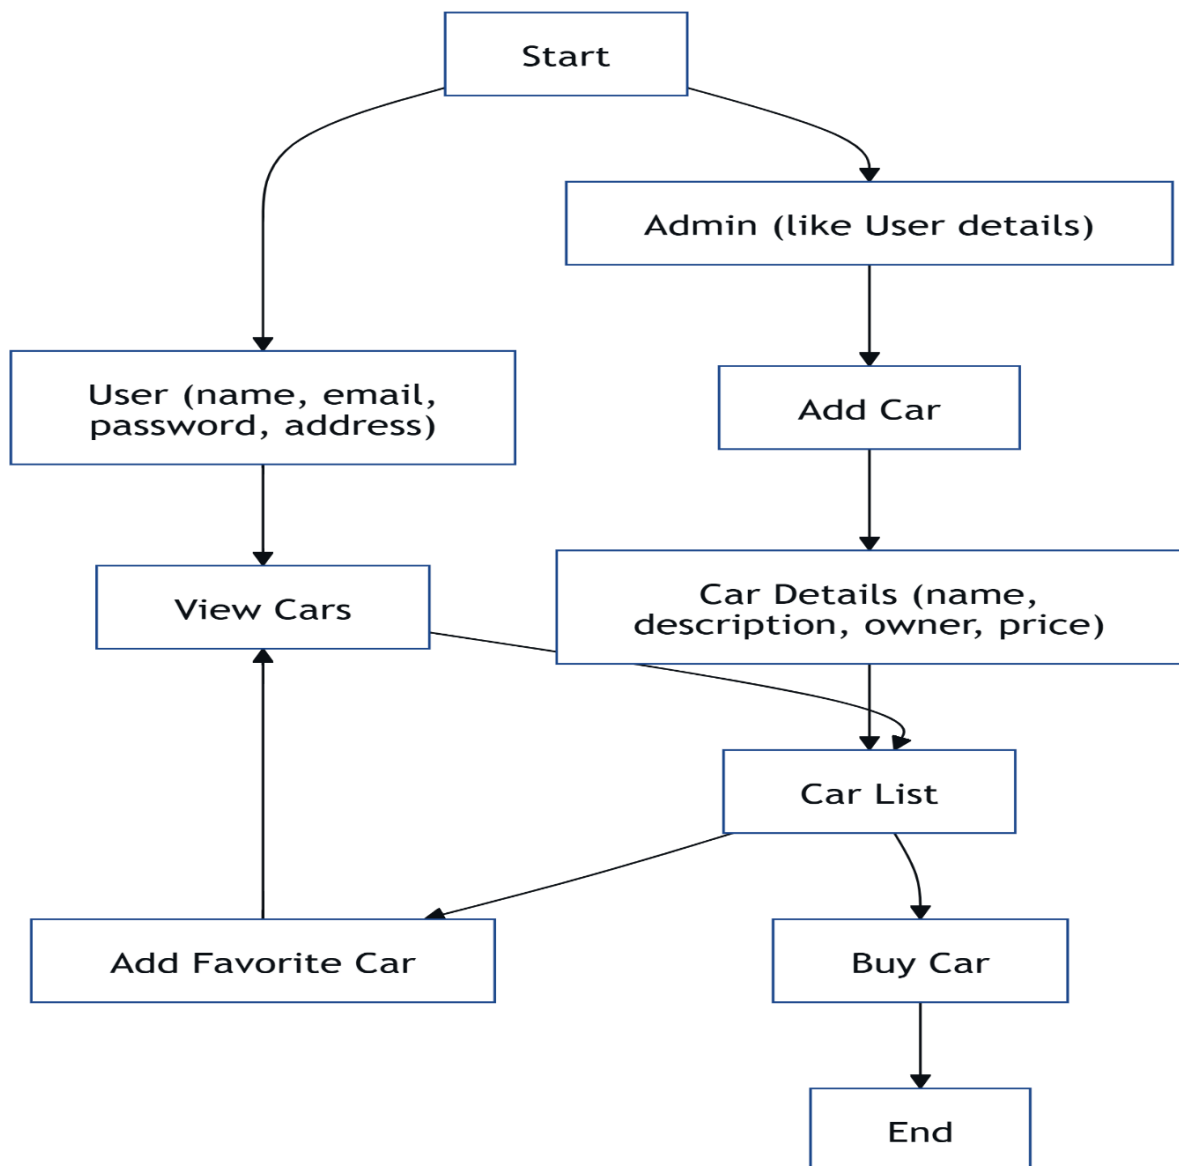 Start
Admin (like User details)
User (name, email,
password, address)
Add Car
View Cars
Car Details (name,
description, owner, price)
Car List
Add Favorite Car
Buy Car
End